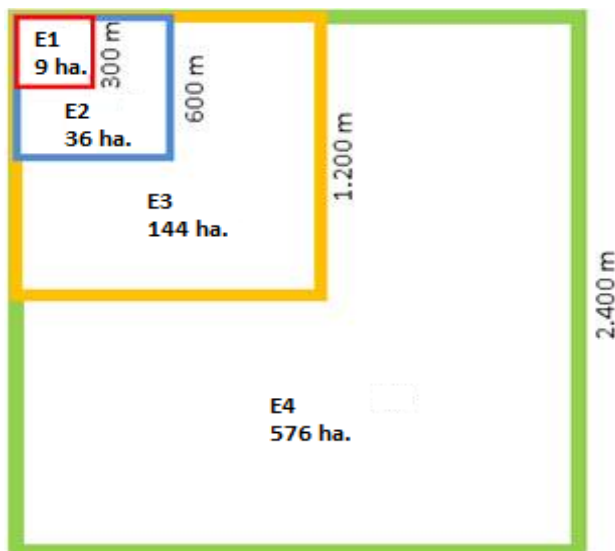 E1
9 ha.
300 m
E2
36 ha.
600 m
E3
144 ha.
1.200 m
E4
576 ha.
2.400 m